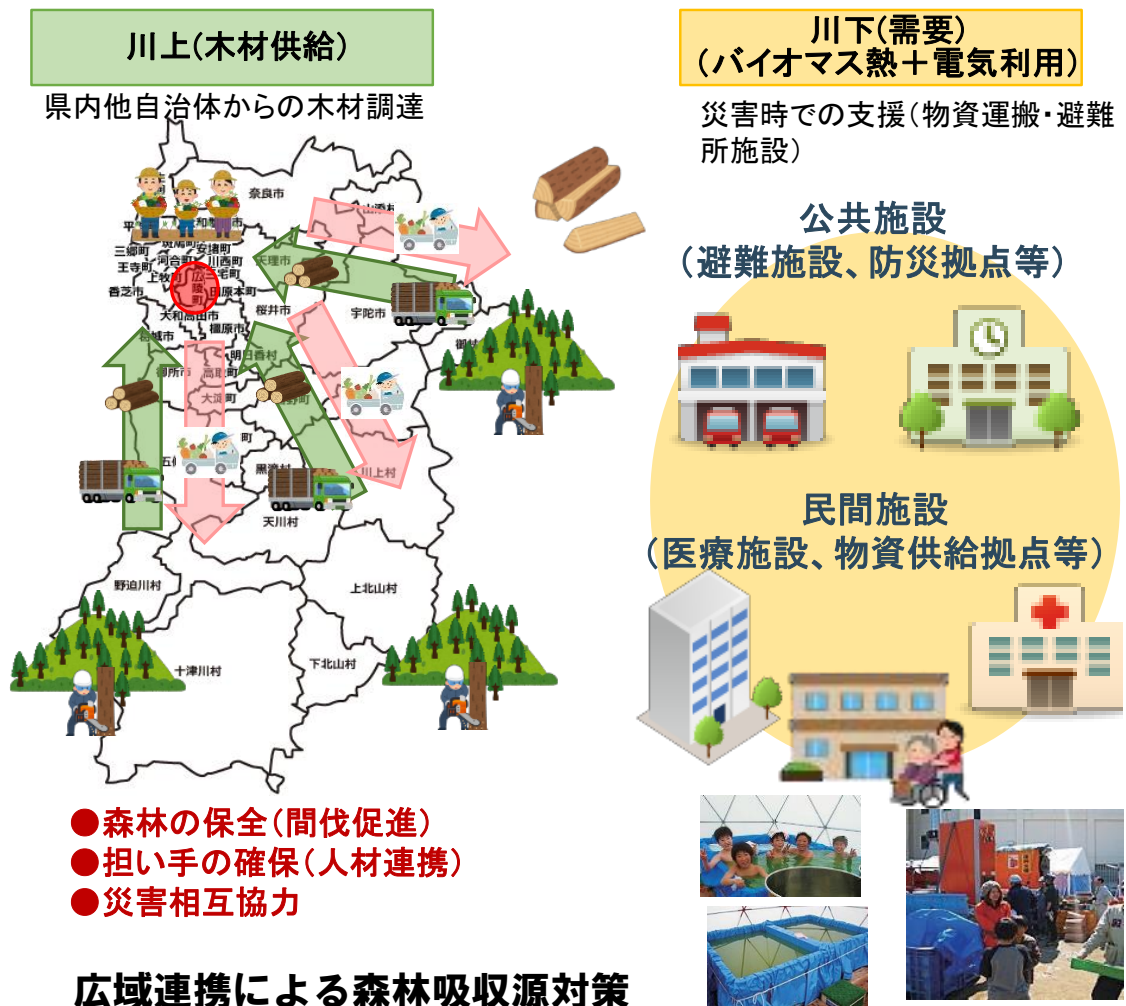 川上(木材供給)
県内他自治体からの木材調達
奈良市
三郷町
安堵町
王寺町
河合町
川西町
天理市
上牧町
三宅町
広陵町
香芝市
田原本町
大和高田市
桜井市
宇陀市
橿原市
葛城市
明日香村
御所市
高取町
大淀町
黒滝村
川上村
天川村
野迫川村
上北山村
十津川村
下北山村
●森林の保全(間伐促進)
●担い手の確保(人材連携)
●災害相互協力
広域連携による森林吸収源対策
川下(需要)
(バイオマス熱+電気利用)
災害時での支援(物資運搬・避難
所施設)
公共施設
(避難施設、防災拠点等)
民間施設
(医療施設、物資供給拠点等)